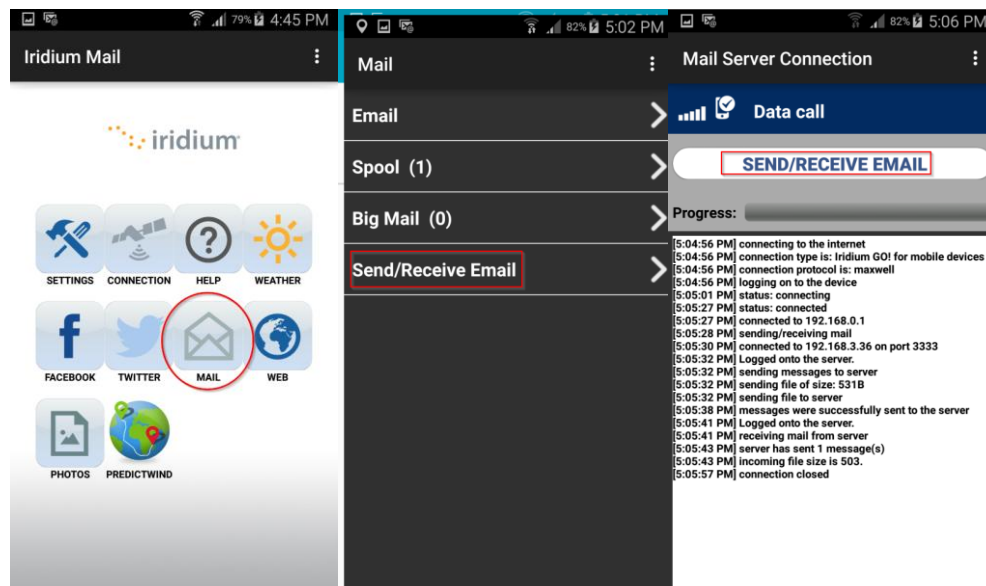 79% 4:45 PM
Iridium Mail
iridium
SETTINGS CONNECTION HELP WEATHER
FACEBOOK TWITTER MAIL WEB
PHOTOS PREDICTWIND
82% 5:02 PM
Mail
Email
Spool (1)
Big Mail (0)
Send/Receive Email
82% 5:06 PM
Mail Server Connection
Data call
SEND/RECEIVE EMAIL
Progress:
[5:04:56 PM] connecting to the internet
[5:04:56 PM] connection type is: Iridium GO! for mobile devices
[5:04:56 PM] connection protocol is: maxwell
[5:04:56 PM] logging on to the device
[5:05:01 PM] status: connecting
[5:05:27 PM] status: connected
[5:05:27 PM] connected to 192.168.0.1
[5:05:28 PM] sending/receiving mail
[5:05:30 PM] connected to 192.168.3.36 on port 3333
[5:05:32 PM] Logged onto the server.
[5:05:32 PM] sending messages to server
[5:05:32 PM] sending file of size: 531B
[5:05:32 PM] sending file to server
[5:05:38 PM] messages were successfully sent to the server
[5:05:41 PM] Logged onto the server.
[5:05:41 PM] receiving mail from server
[5:05:43 PM] server has sent 1 message(s)
[5:05:43 PM] incoming file size is 503.
[5:05:57 PM] connection closed